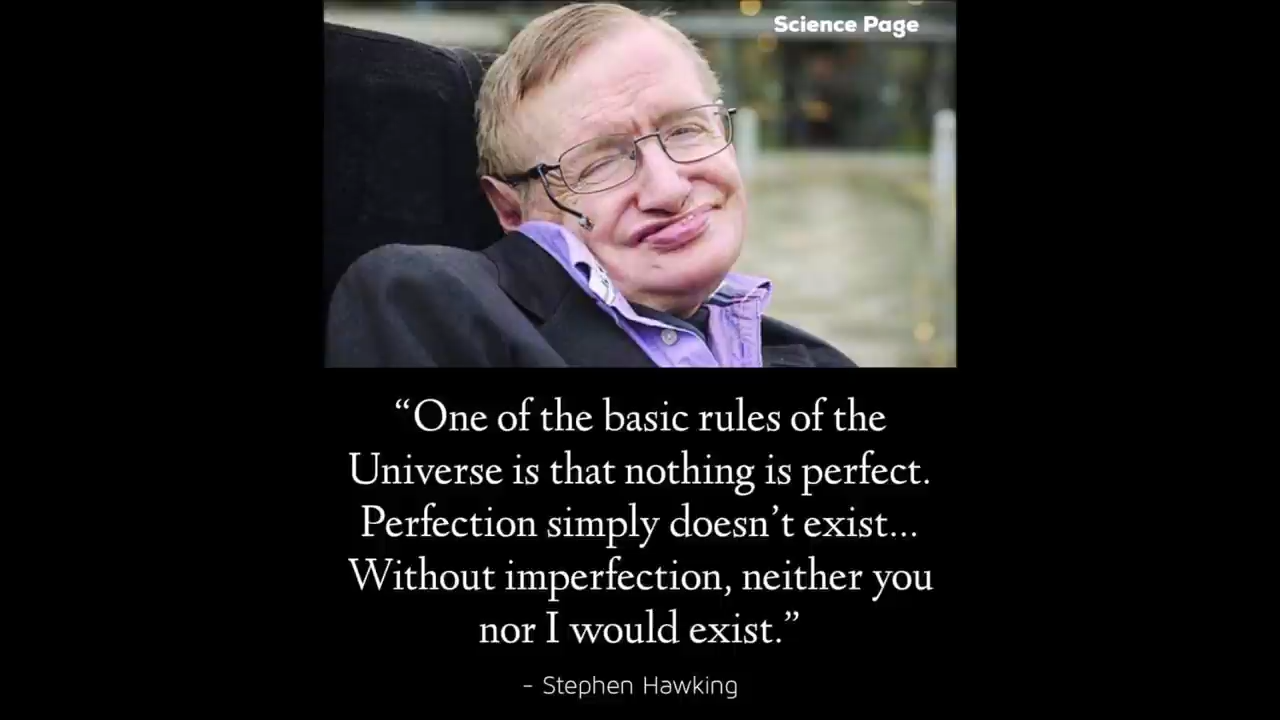 Science Page
“One of the basic rules of the
Universe is that nothing is perfect.
Perfection simply doesn’t exist...
Without imperfection, neither you
nor I would exist.”
- Stephen Hawking